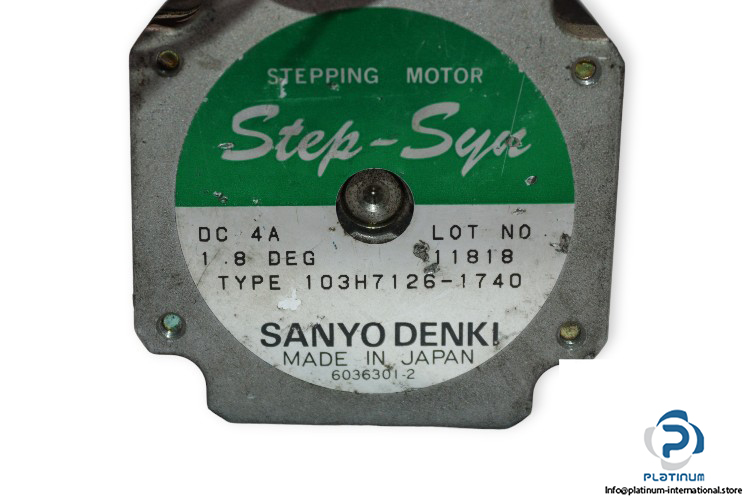 STEPPING MOTOR
Step-Syn
DC 4A LOT NO
1.8 DEG 11818
TYPE 103H7126-1740
SANYO DENKI
MADE IN JAPAN
6036301-2
PLATINUM
Info@platinum-international.store